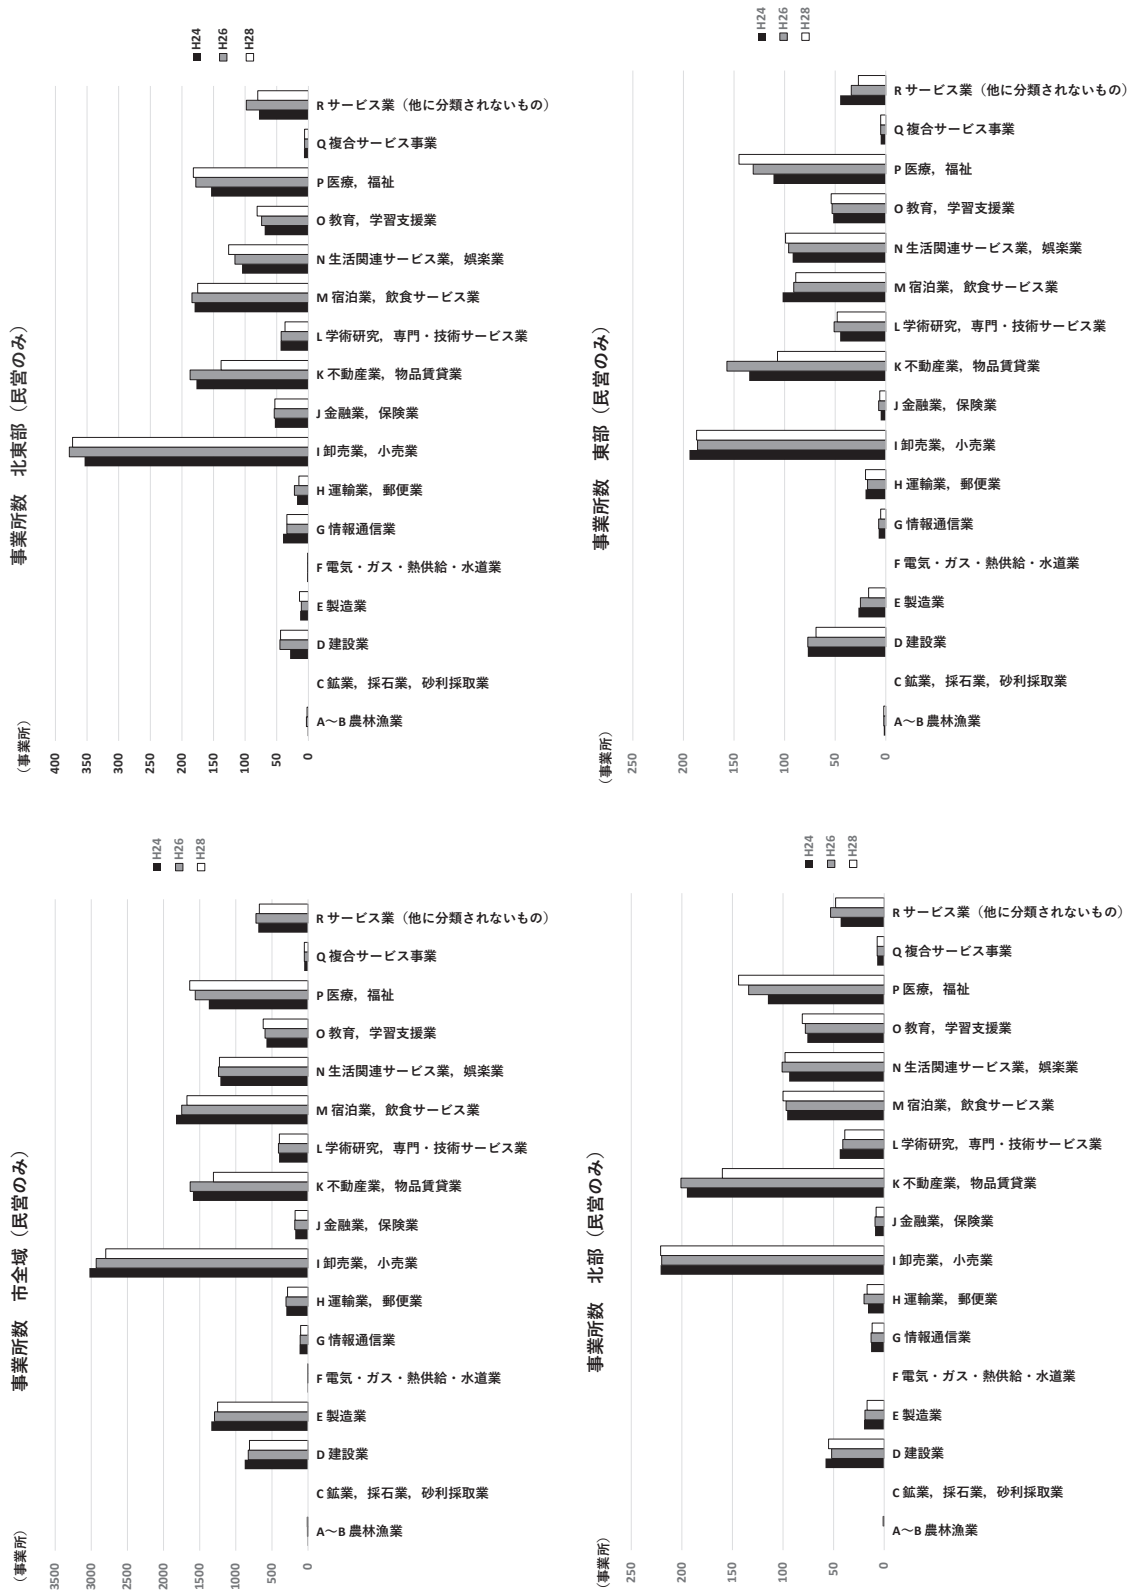 事業所数　市全域（民営のみ）
（事業所）
3500
3000
2500
2000
1500
1000
500
0
A～B 農林漁業
C 鉱業，採石業，砂利採取業
D 建設業
E 製造業
F 電気・ガス・熱供給・水道業
G 情報通信業
H 運輸業，郵便業
I 卸売業，小売業
J 金融業，保険業
K 不動産業，物品賃貸業
L 学術研究，専門・技術サービス業
M 宿泊業，飲食サービス業
N 生活関連サービス業，娯楽業
O 教育，学習支援業
P 医療，福祉
Q 複合サービス事業
R サービス業（他に分類されないもの）
H24
H26
H28
事業所数　北東部（民営のみ）
（事業所）
400
350
300
250
200
150
100
50
0
A～B 農林漁業
C 鉱業，採石業，砂利採取業
D 建設業
E 製造業
F 電気・ガス・熱供給・水道業
G 情報通信業
H 運輸業，郵便業
I 卸売業，小売業
J 金融業，保険業
K 不動産業，物品賃貸業
L 学術研究，専門・技術サービス業
M 宿泊業，飲食サービス業
N 生活関連サービス業，娯楽業
O 教育，学習支援業
P 医療，福祉
Q 複合サービス事業
R サービス業（他に分類されないもの）
H24
H26
H28
事業所数　北部（民営のみ）
（事業所）
250
200
150
100
50
0
A～B 農林漁業
C 鉱業，採石業，砂利採取業
D 建設業
E 製造業
F 電気・ガス・熱供給・水道業
G 情報通信業
H 運輸業，郵便業
I 卸売業，小売業
J 金融業，保険業
K 不動産業，物品賃貸業
L 学術研究，専門・技術サービス業
M 宿泊業，飲食サービス業
N 生活関連サービス業，娯楽業
O 教育，学習支援業
P 医療，福祉
Q 複合サービス事業
R サービス業（他に分類されないもの）
H24
H26
H28
事業所数　東部（民営のみ）
（事業所）
250
200
150
100
50
0
A～B 農林漁業
C 鉱業，採石業，砂利採取業
D 建設業
E 製造業
F 電気・ガス・熱供給・水道業
G 情報通信業
H 運輸業，郵便業
I 卸売業，小売業
J 金融業，保険業
K 不動産業，物品賃貸業
L 学術研究，専門・技術サービス業
M 宿泊業，飲食サービス業
N 生活関連サービス業，娯楽業
O 教育，学習支援業
P 医療，福祉
Q 複合サービス事業
R サービス業（他に分類されないもの）
H24
H26
H28